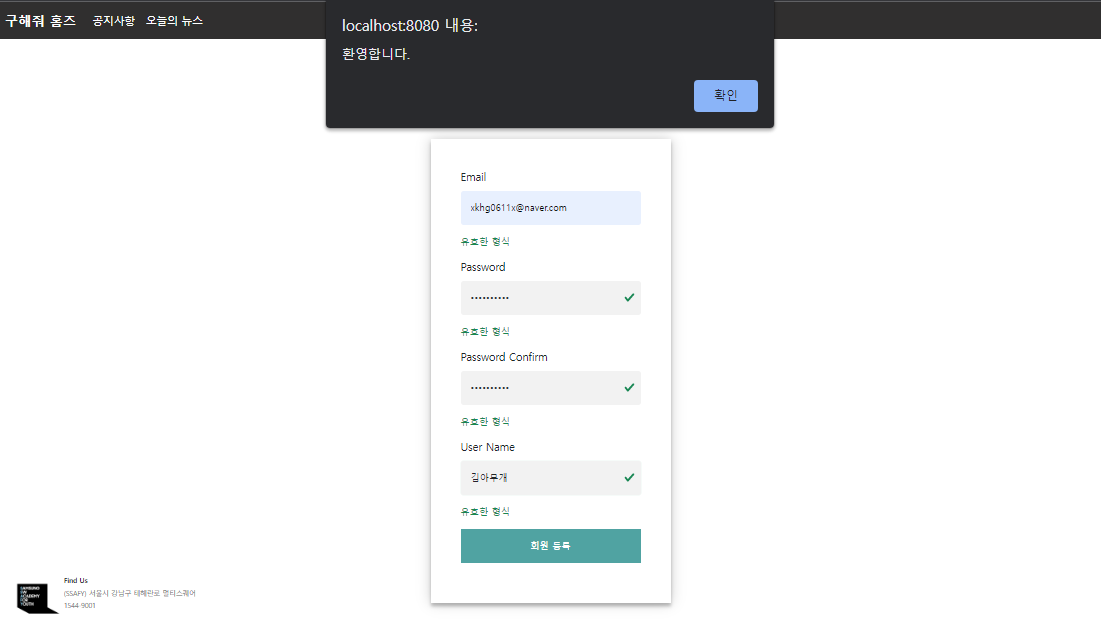 구해줘 홈즈 공지사항 오늘의 뉴스
localhost:8080 내용:
환영합니다.
확인
Email
xkhg0611x@naver.com
유효한 형식
Password
••••••••••
유효한 형식
Password Confirm
••••••••••
유효한 형식
User Name
김아무개
유효한 형식
회원 등록
SAMSUNG
SW
ACADEMY
FOR
YOUTH
Find Us
(SSAFY) 서울시 강남구 테헤란로 멀티스퀘어
1544-9001